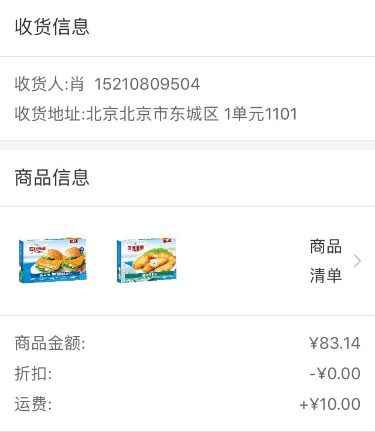 收货信息
收货人:肖 15210809504
收货地址:北京北京市东城区 1单元1101
商品信息
商品
清单
商品金额: ¥83.14
折扣: -¥0.00
运费: +¥10.00